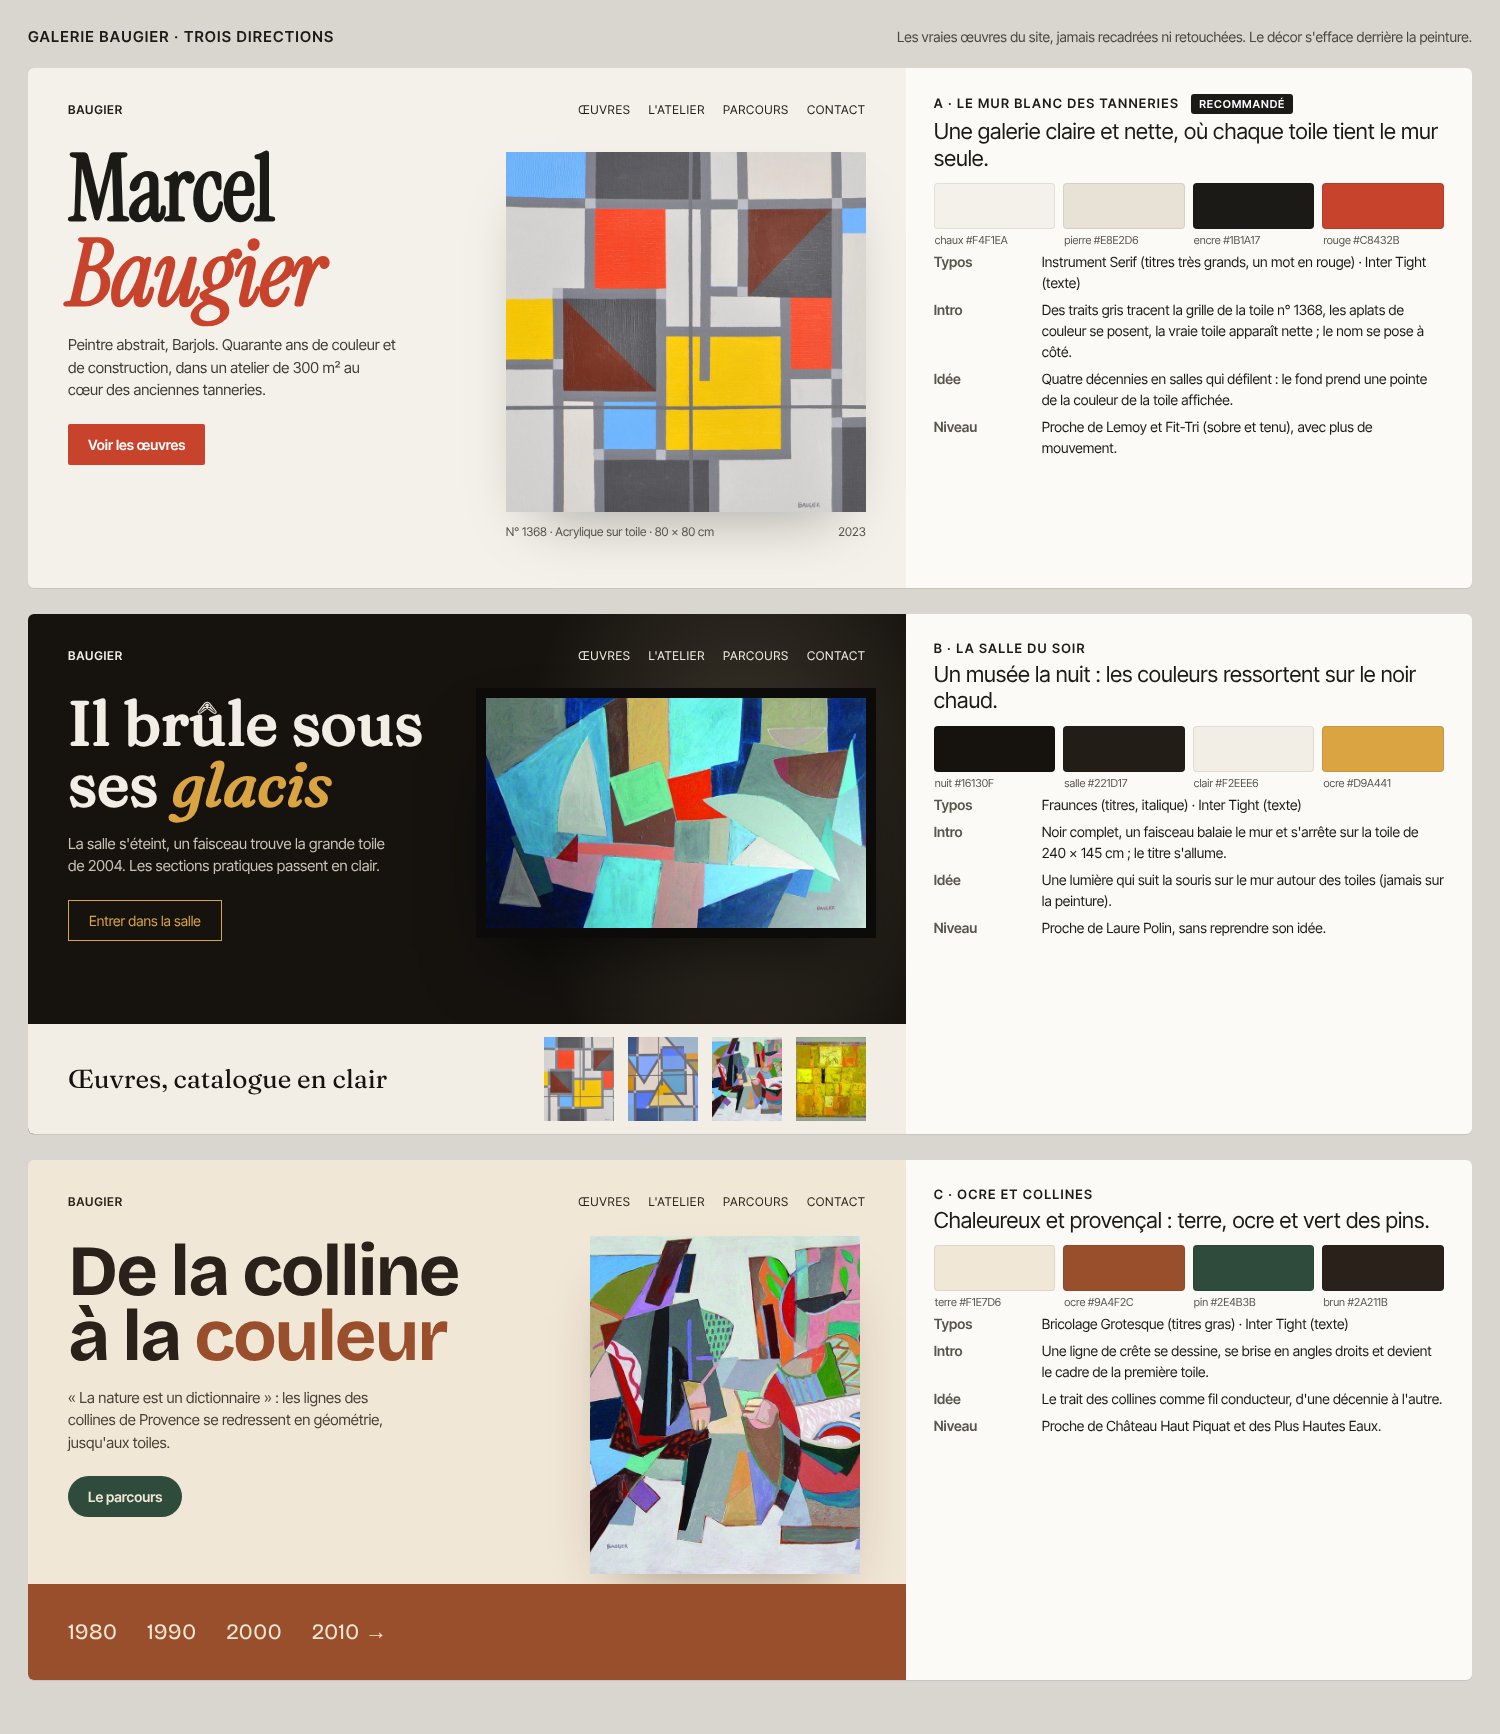 GALERIE BAUGIER · TROIS DIRECTIONS
Les vraies œuvres du site, jamais recadrées ni retouchées. Le décor s'efface derrière la peinture.
BAUGIER
ŒUVRES L'ATELIER PARCOURS CONTACT
Marcel
Baugier
Peintre abstrait, Barjols. Quarante ans de couleur et
de construction, dans un atelier de 300 m² au
cœur des anciennes tanneries.
Voir les œuvres
BAUGIER
N° 1368 · Acrylique sur toile · 80 × 80 cm
2023
A · LE MUR BLANC DES TANNERIES
RECOMMANDÉ
Une galerie claire et nette, où chaque toile tient le mur
seule.
chaux #F4F1EA
pierre #E8E2D6
encre #1B1A17
rouge #C8432B
Typos
Instrument Serif (titres très grands, un mot en rouge) · Inter Tight
(texte)
Intro
Des traits gris tracent la grille de la toile n° 1368, les aplats de
couleur se posent, la vraie toile apparaît nette ; le nom se pose à
côté.
Idée
Quatre décennies en salles qui défilent : le fond prend une pointe
de la couleur de la toile affichée.
Niveau
Proche de Lemoy et Fit-Tri (sobre et tenu), avec plus de
mouvement.
BAUGIER
ŒUVRES L'ATELIER PARCOURS CONTACT
Il brûle sous
ses glacis
La salle s'éteint, un faisceau trouve la grande toile
de 2004. Les sections pratiques passent en clair.
Entrer dans la salle
BAUGIER
Œuvres, catalogue en clair
B · LA SALLE DU SOIR
Un musée la nuit : les couleurs ressortent sur le noir
chaud.
nuit #16130F
salle #221D17
clair #F2EEE6
ocre #D9A441
Typos
Fraunces (titres, italique) · Inter Tight (texte)
Intro
Noir complet, un faisceau balaie le mur et s'arrête sur la toile de
240 × 145 cm ; le titre s'allume.
Idée
Une lumière qui suit la souris sur le mur autour des toiles (jamais sur
la peinture).
Niveau
Proche de Laure Polin, sans reprendre son idée.
BAUGIER
ŒUVRES L'ATELIER PARCOURS CONTACT
De la colline
à la couleur
« La nature est un dictionnaire » : les lignes des
collines de Provence se redressent en géométrie,
jusqu'aux toiles.
Le parcours
BAUGIER
1980 1990 2000 2010 →
C · OCRE ET COLLINES
Chaleureux et provençal : terre, ocre et vert des pins.
terre #F1E7D6
ocre #9A4F2C
pin #2E4B3B
brun #2A211B
Typos
Bricolage Grotesque (titres gras) · Inter Tight (texte)
Intro
Une ligne de crête se dessine, se brise en angles droits et devient
le cadre de la première toile.
Idée
Le trait des collines comme fil conducteur, d'une décennie à l'autre.
Niveau
Proche de Château Haut Piquat et des Plus Hautes Eaux.